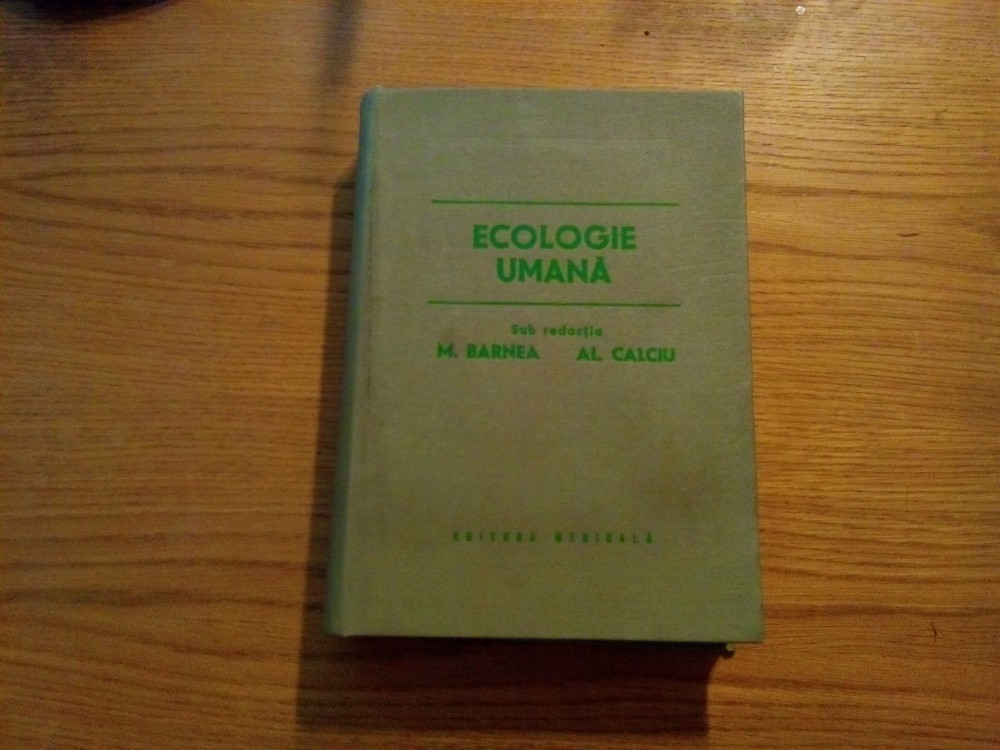 ECOLOGIE
UMANĂ
Sub redacția
M. BARNEA AL. CALCIU
EDITURA MEDICALĂ